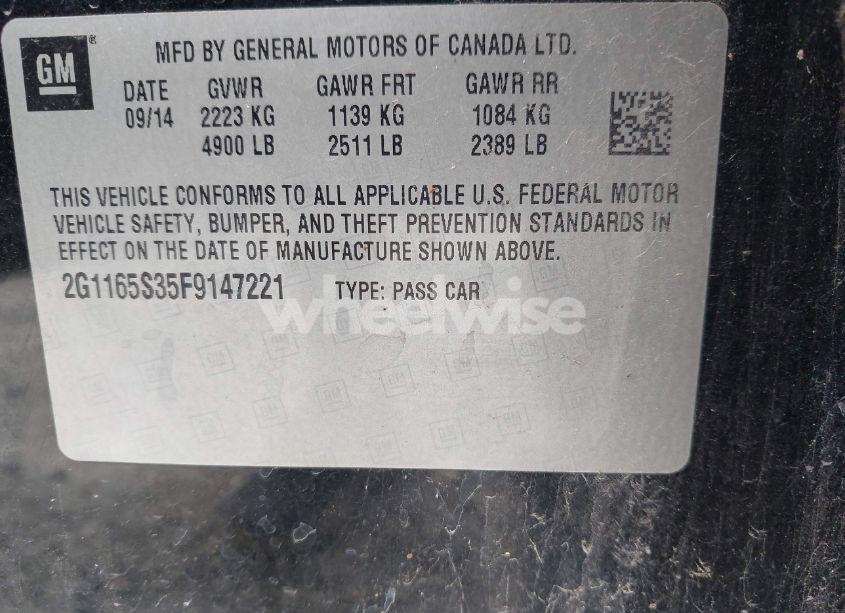 GM®
MFD BY GENERAL MOTORS OF CANADA LTD.
DATE GVWR GAWR FRT GAWR RR
09/14 2223 KG 1139 KG 1084 KG
4900 LB 2511 LB 2389 LB
THIS VEHICLE CONFORMS TO ALL APPLICABLE U.S. FEDERAL MOTOR
VEHICLE SAFETY, BUMPER, AND THEFT PREVENTION STANDARDS IN
EFFECT ON THE DATE OF MANUFACTURE SHOWN ABOVE.
2G1165S35F9147221 TYPE: PASS CAR
wheelwise